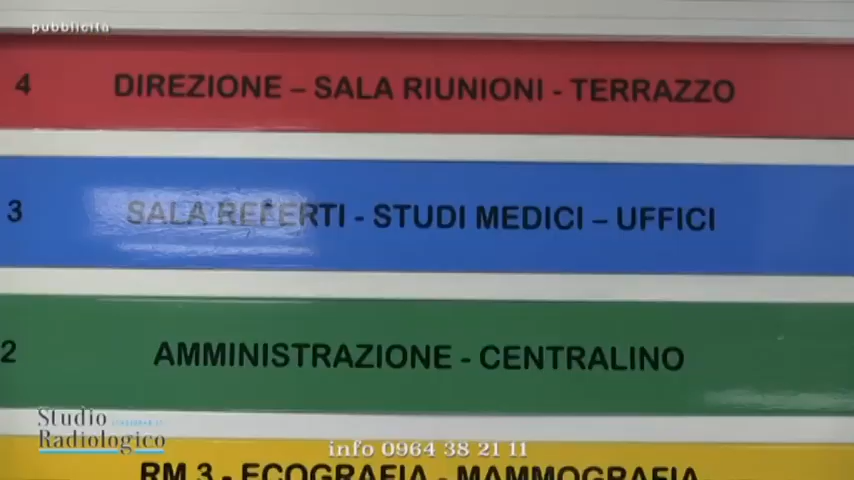 pubblicità
4 DIREZIONE – SALA RIUNIONI - TERRAZZO
3 SALA REFERTI - STUDI MEDICI – UFFICI
2 AMMINISTRAZIONE - CENTRALINO
Studio
Radiologico
info 0964 38 21 11
RM 3 - ECOGRAFIA - MAMMOGRAFIA